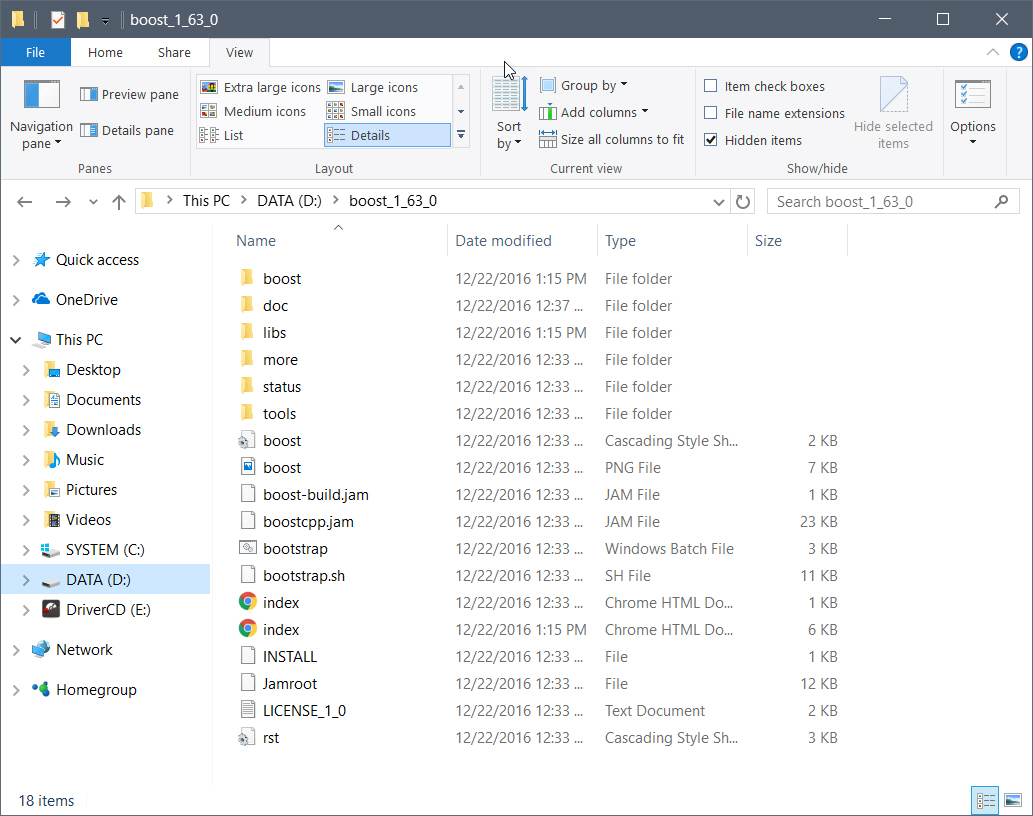 boost_1_63_0
File Home Share View
Navigation pane
Preview pane
Details pane
Panes
Extra large icons Large icons
Medium icons Small icons
List Details
Layout
Sort by
Group by
Add columns
Size all columns to fit
Current view
Item check boxes
File name extensions
Hidden items
Hide selected items
Show/hide
Options
This PC > DATA (D:) > boost_1_63_0
Search boost_1_63_0
Quick access
OneDrive
This PC
Desktop
Documents
Downloads
Music
Pictures
Videos
SYSTEM (C:)
DATA (D:)
DriverCD (E:)
Network
Homegroup
Name Date modified Type Size
boost 12/22/2016 1:15 PM File folder
doc 12/22/2016 12:37 ... File folder
libs 12/22/2016 1:15 PM File folder
more 12/22/2016 12:33 ... File folder
status 12/22/2016 12:33 ... File folder
tools 12/22/2016 12:33 ... File folder
boost 12/22/2016 12:33 ... Cascading Style Sh... 2 KB
boost 12/22/2016 12:33 ... PNG File 7 KB
boost-build.jam 12/22/2016 12:33 ... JAM File 1 KB
boostcpp.jam 12/22/2016 12:33 ... JAM File 23 KB
bootstrap 12/22/2016 12:33 ... Windows Batch File 3 KB
bootstrap.sh 12/22/2016 12:33 ... SH File 11 KB
index 12/22/2016 12:33 ... Chrome HTML Do... 1 KB
index 12/22/2016 1:15 PM Chrome HTML Do... 6 KB
INSTALL 12/22/2016 12:33 ... File 1 KB
Jamroot 12/22/2016 12:33 ... File 12 KB
LICENSE_1_0 12/22/2016 12:33 ... Text Document 2 KB
rst 12/22/2016 12:33 ... Cascading Style Sh... 3 KB
18 items